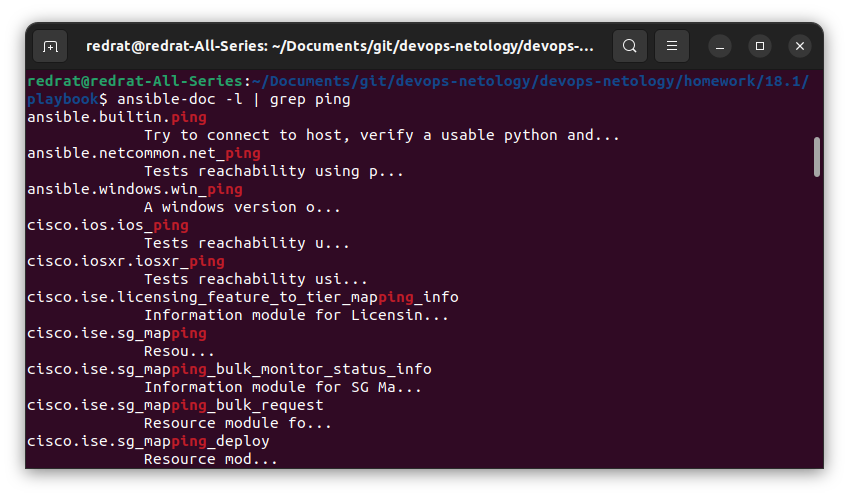 redrat@redrat-All-Series: ~/Documents/git/devops-netology/devops-...
redrat@redrat-All-Series:~/Documents/git/devops-netology/devops-netology/homework/18.1/
playbook$ ansible-doc -l | grep ping
ansible.builtin.ping
Try to connect to host, verify a usable python and...
ansible.netcommon.net_ping
Tests reachability using p...
ansible.windows.win_ping
A windows version o...
cisco.ios.ios_ping
Tests reachability u...
cisco.iosxr.iosxr_ping
Tests reachability usi...
cisco.ise.licensing_feature_to_tier_mapping_info
Information module for Licensin...
cisco.ise.sg_mapping
Resou...
cisco.ise.sg_mapping_bulk_monitor_status_info
Information module for SG Ma...
cisco.ise.sg_mapping_bulk_request
Resource module fo...
cisco.ise.sg_mapping_deploy
Resource mod...